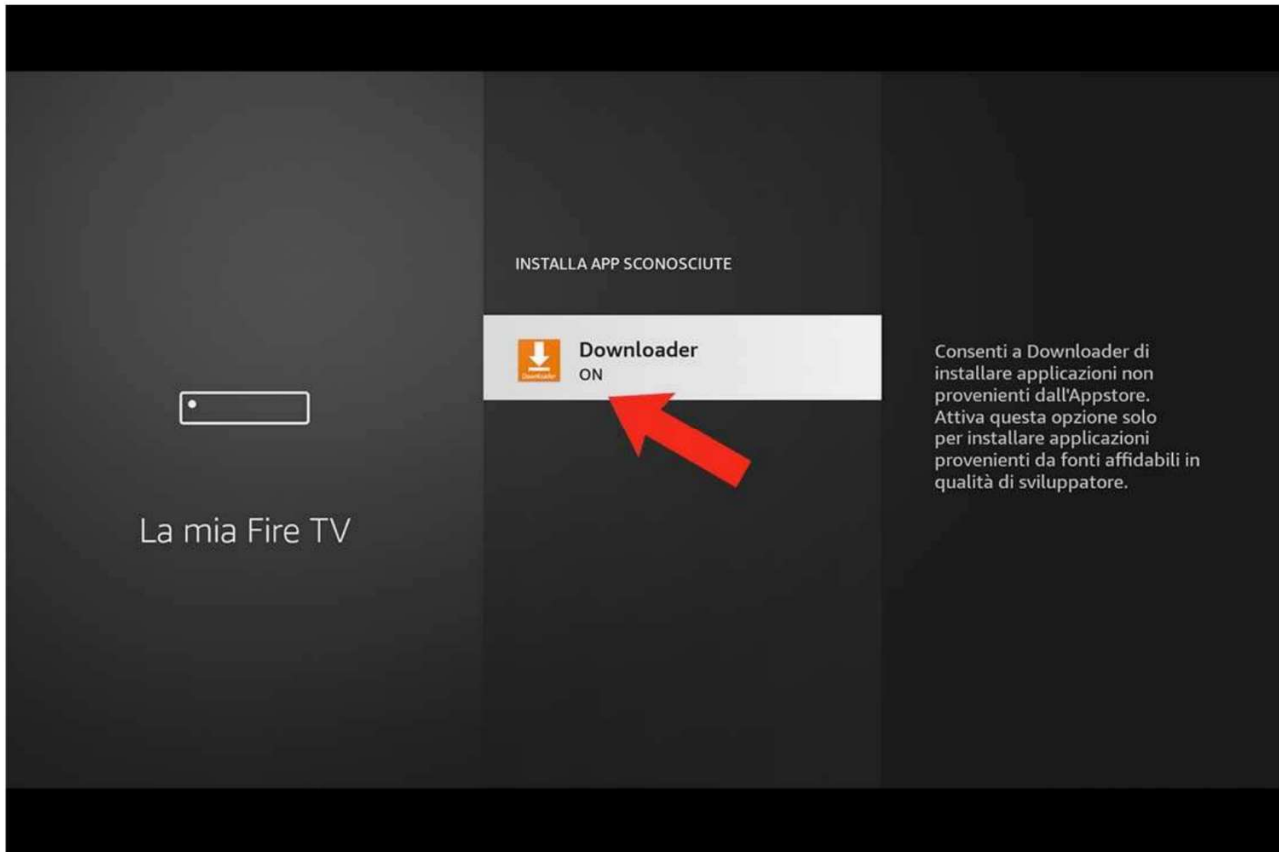 INSTALLA APP SCONOSCIUTE
Downloader
Downloader
ON
La mia Fire TV
Consenti a Downloader di
installare applicazioni non
provenienti dall'Appstore.
Attiva questa opzione solo
per installare applicazioni
provenienti da fonti affidabili in
qualità di sviluppatore.